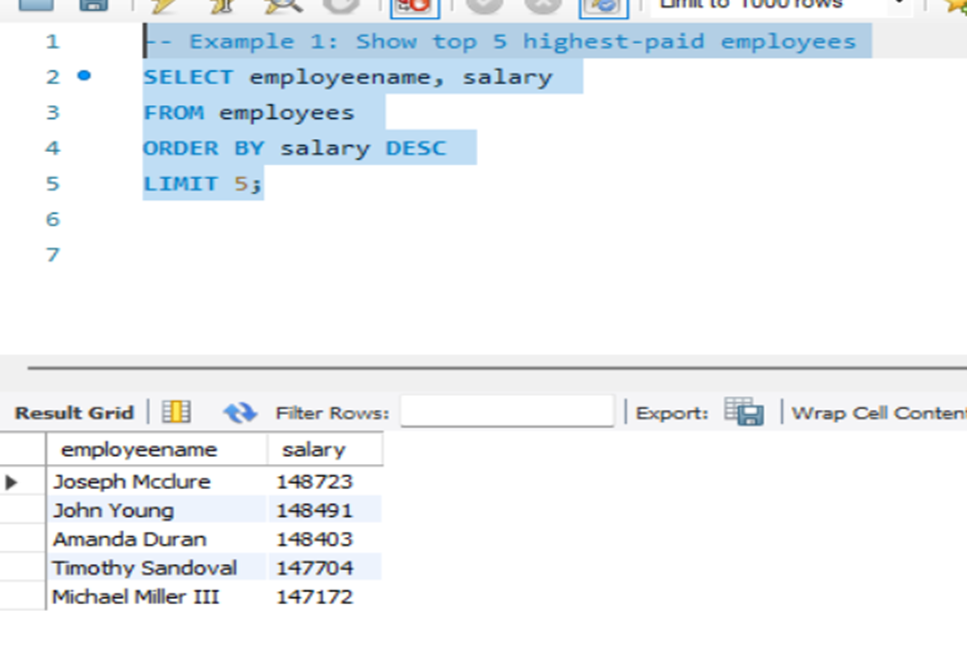 Limit to 1000 rows
1 -- Example 1: Show top 5 highest-paid employees
2 SELECT employeename, salary
3 FROM employees
4 ORDER BY salary DESC
5 LIMIT 5;
6
7
Result Grid Filter Rows: Export: Wrap Cell Content
employeename salary
Joseph Mcclure 148723
John Young 148491
Amanda Duran 148403
Timothy Sandoval 147704
Michael Miller III 147172